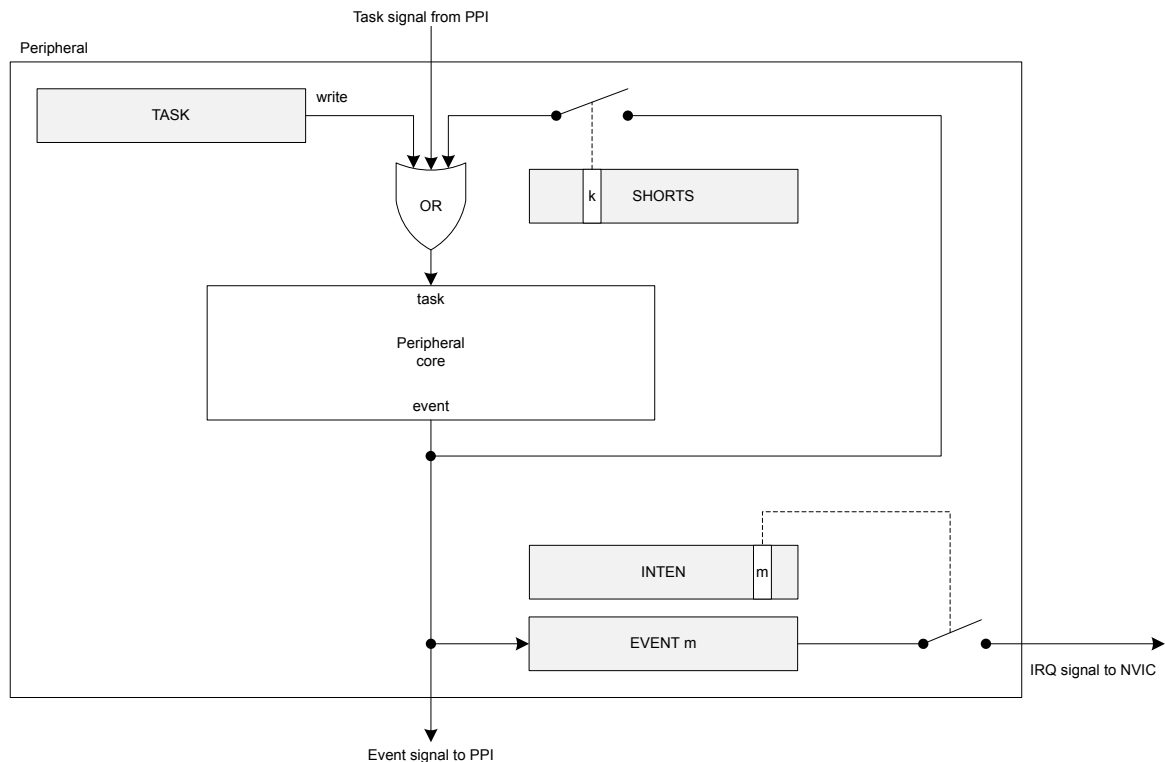 Task signal from PPI
Peripheral
write
TASK
k
SHORTS
OR
task
Peripheral
core
event
INTEN
m
EVENT m
IRQ signal to NVIC
Event signal to PPI